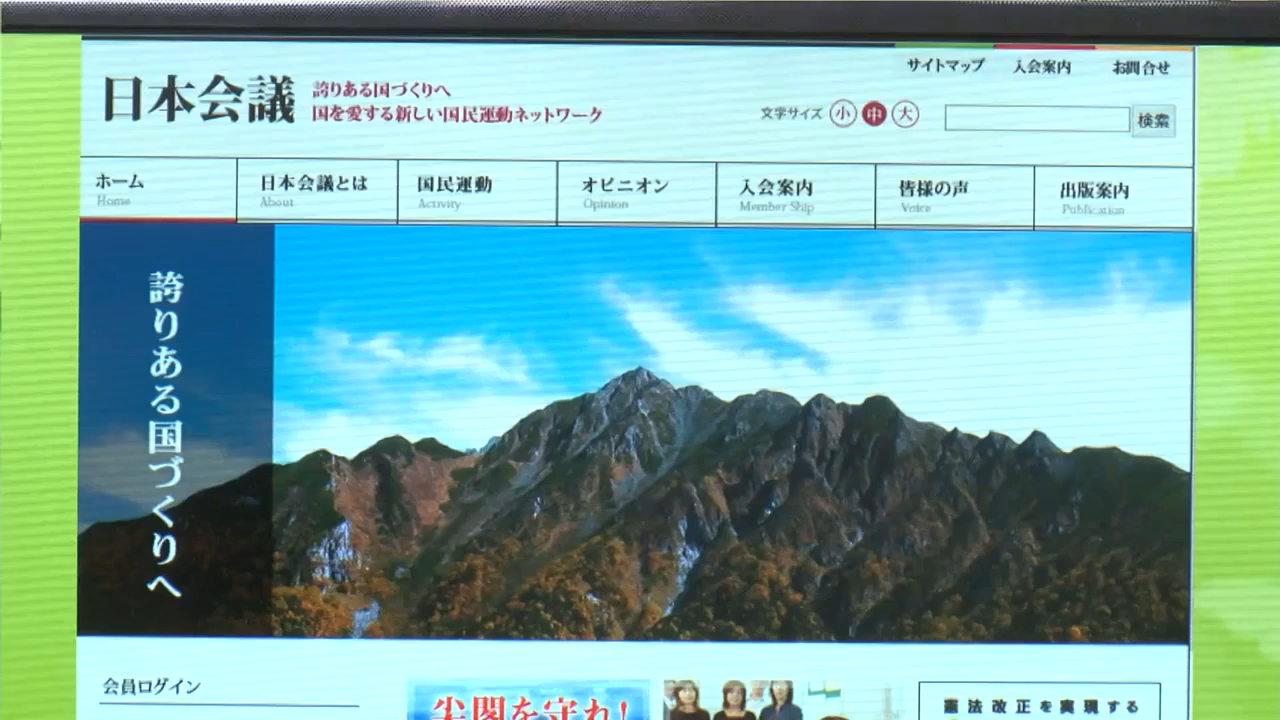 サイトマップ 入会案内 お問合せ
日本会議
誇りある国づくりへ
国を愛する新しい国民運動ネットワーク
文字サイズ 小 中 大 検索
ホーム 日本会議とは 国民運動 オピニオン 入会案内 皆様の声 出版案内
Home About Activity Opinion Member Ship Voice Publication
誇りある国づくりへ
会員ログイン
尖閣を守れ!
憲法改正を実現する